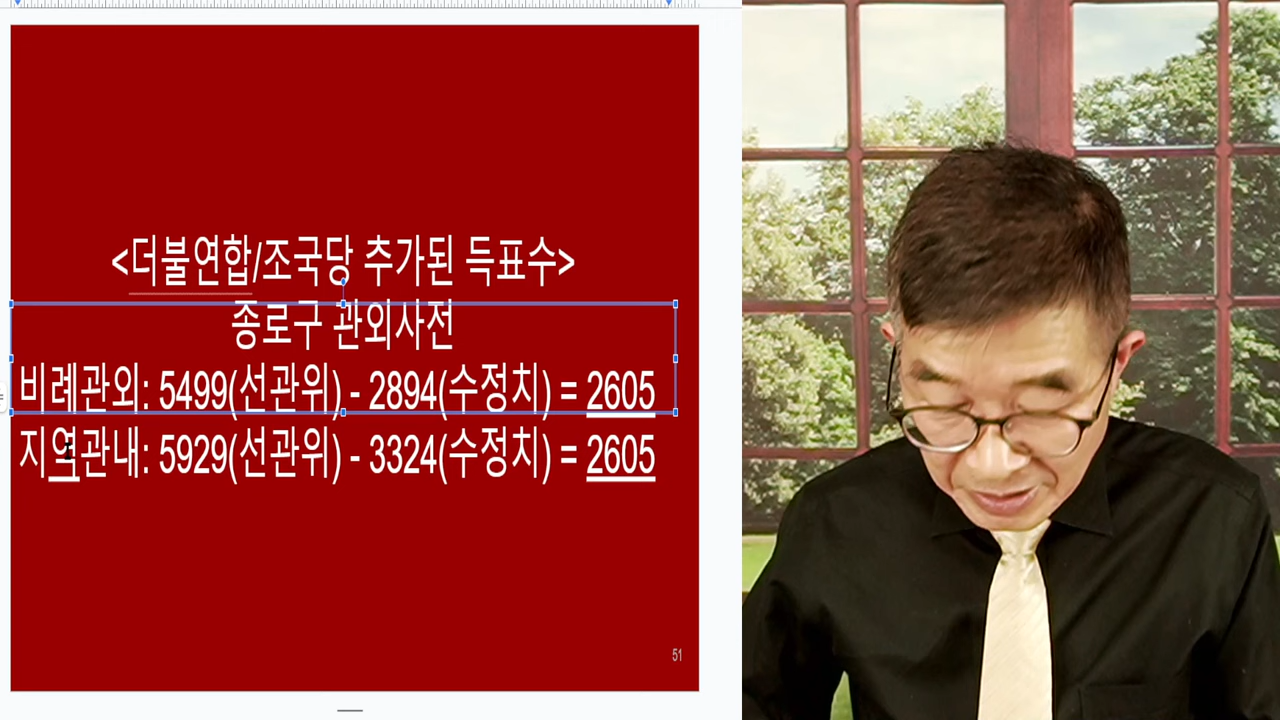 <더불연합/조국당 추가된 득표수>
종로구 관외사전
비례관외: 5499(선관위) - 2894(수정치) = 2605
지역관내: 5929(선관위) - 3324(수정치) = 2605
51